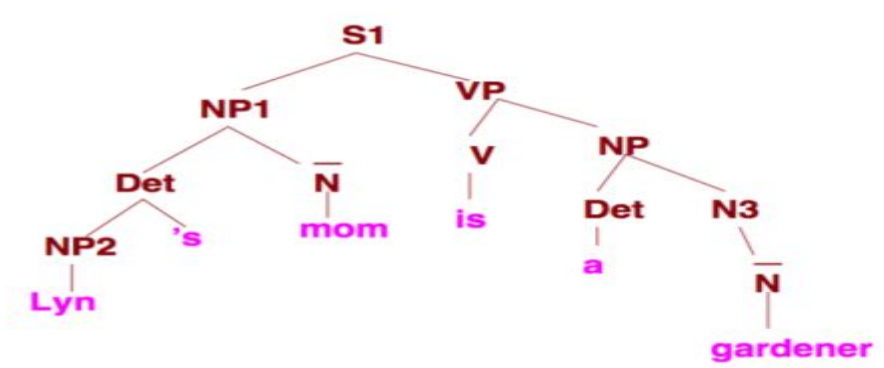 S1
NP1 VP
V NP
Det N̅
's mom is Det N3
NP2 a
Lyn N̅
gardener